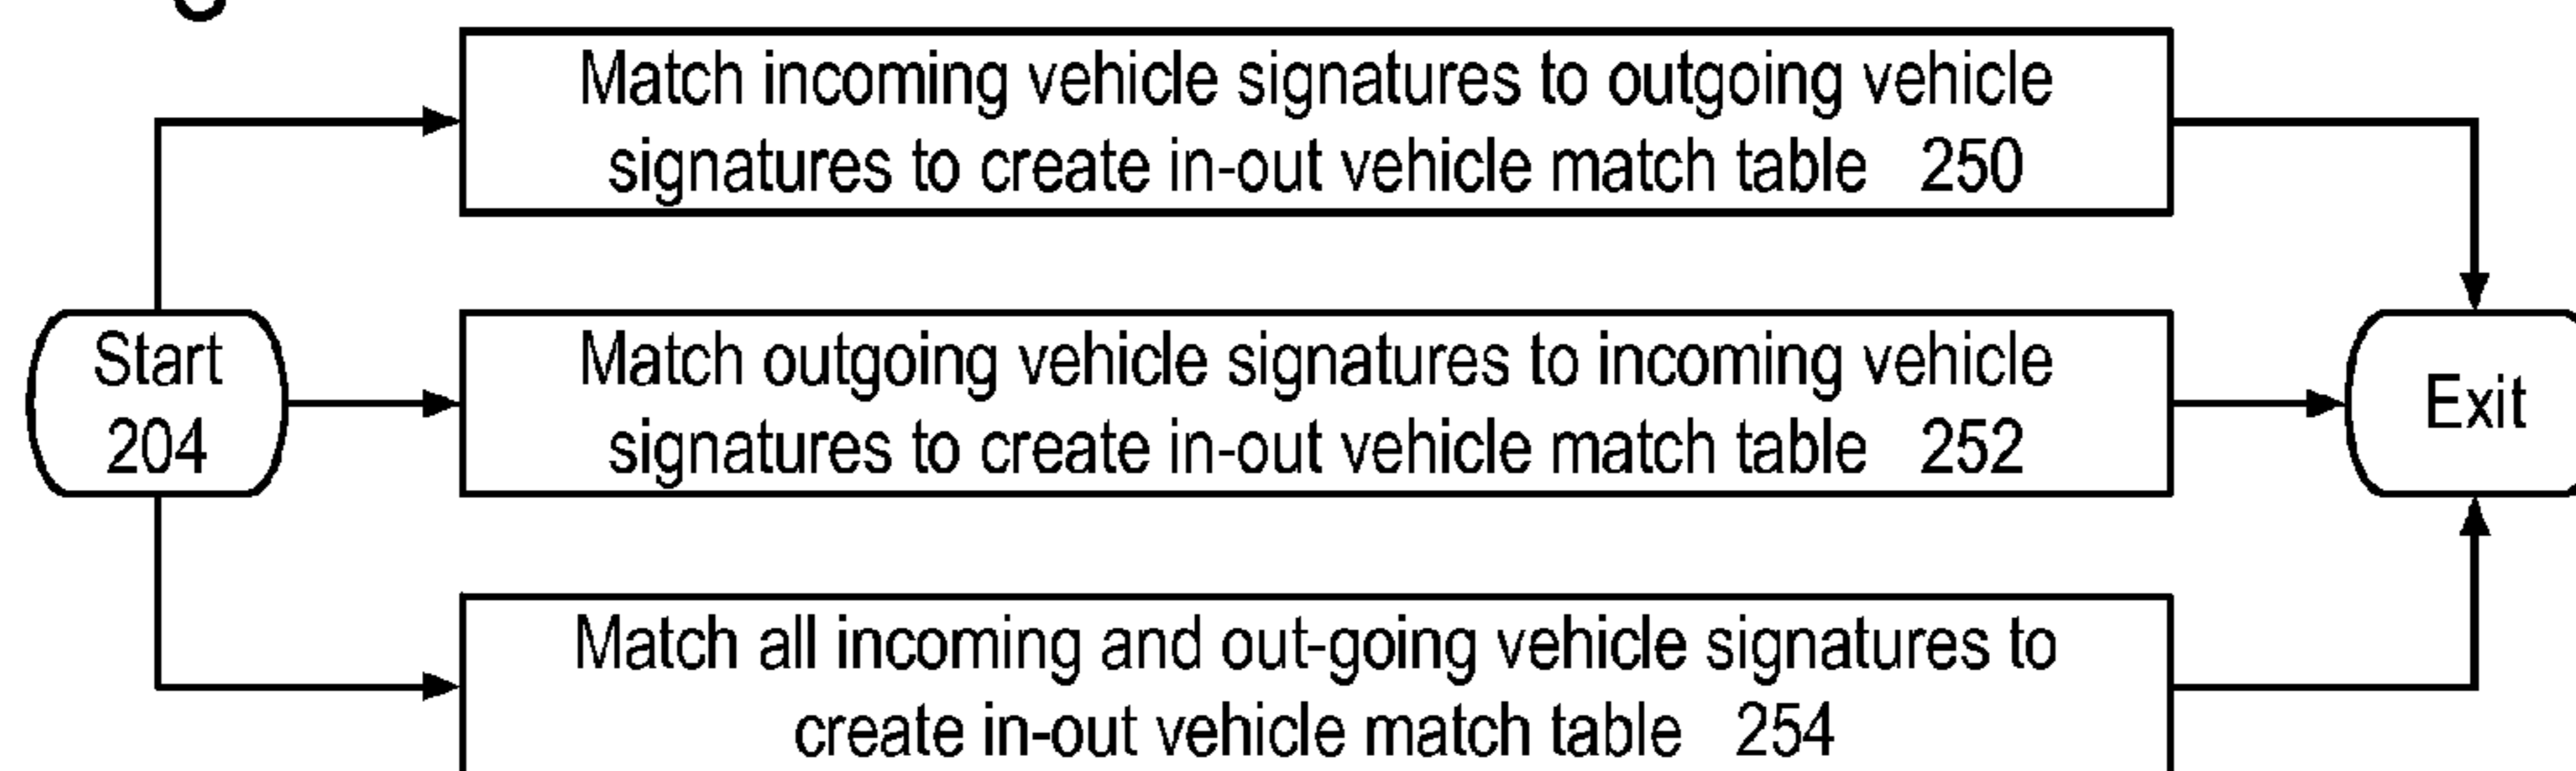 Match incoming vehicle signatures to outgoing vehicle
signatures to create in-out vehicle match table 250
Start
204
Match outgoing vehicle signatures to incoming vehicle
signatures to create in-out vehicle match table 252
Exit
Match all incoming and out-going vehicle signatures to
create in-out vehicle match table 254